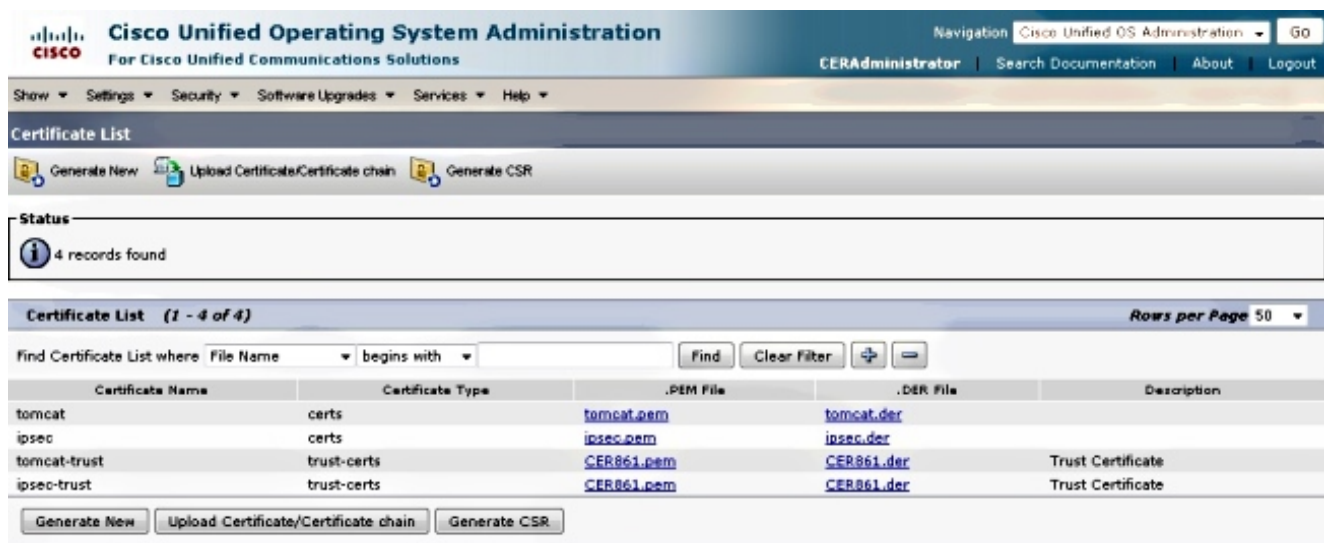 Cisco Unified Operating System Administration
CISCO
For Cisco Unified Communications Solutions
Navigation Cisco Unified OS Administration Go
CERAdministrator | Search Documentation | About | Logout
Show Settings Security Software Upgrades Services Help
Certificate List
Generate New Upload Certificate/Certificate chain Generate CSR
Status
4 records found
Certificate List (1 - 4 of 4) Rows per Page 50
Find Certificate List where File Name begins with Find Clear Filter
Certificate Name Certificate Type .PEM File .DER File Description
tomcat certs tomcat.pem tomcat.der
ipsec certs ipsec.pem ipsec.der
tomcat-trust trust-certs CER861.pem CER861.der Trust Certificate
ipsec-trust trust-certs CER861.pem CER861.der Trust Certificate
Generate New Upload Certificate/Certificate chain Generate CSR